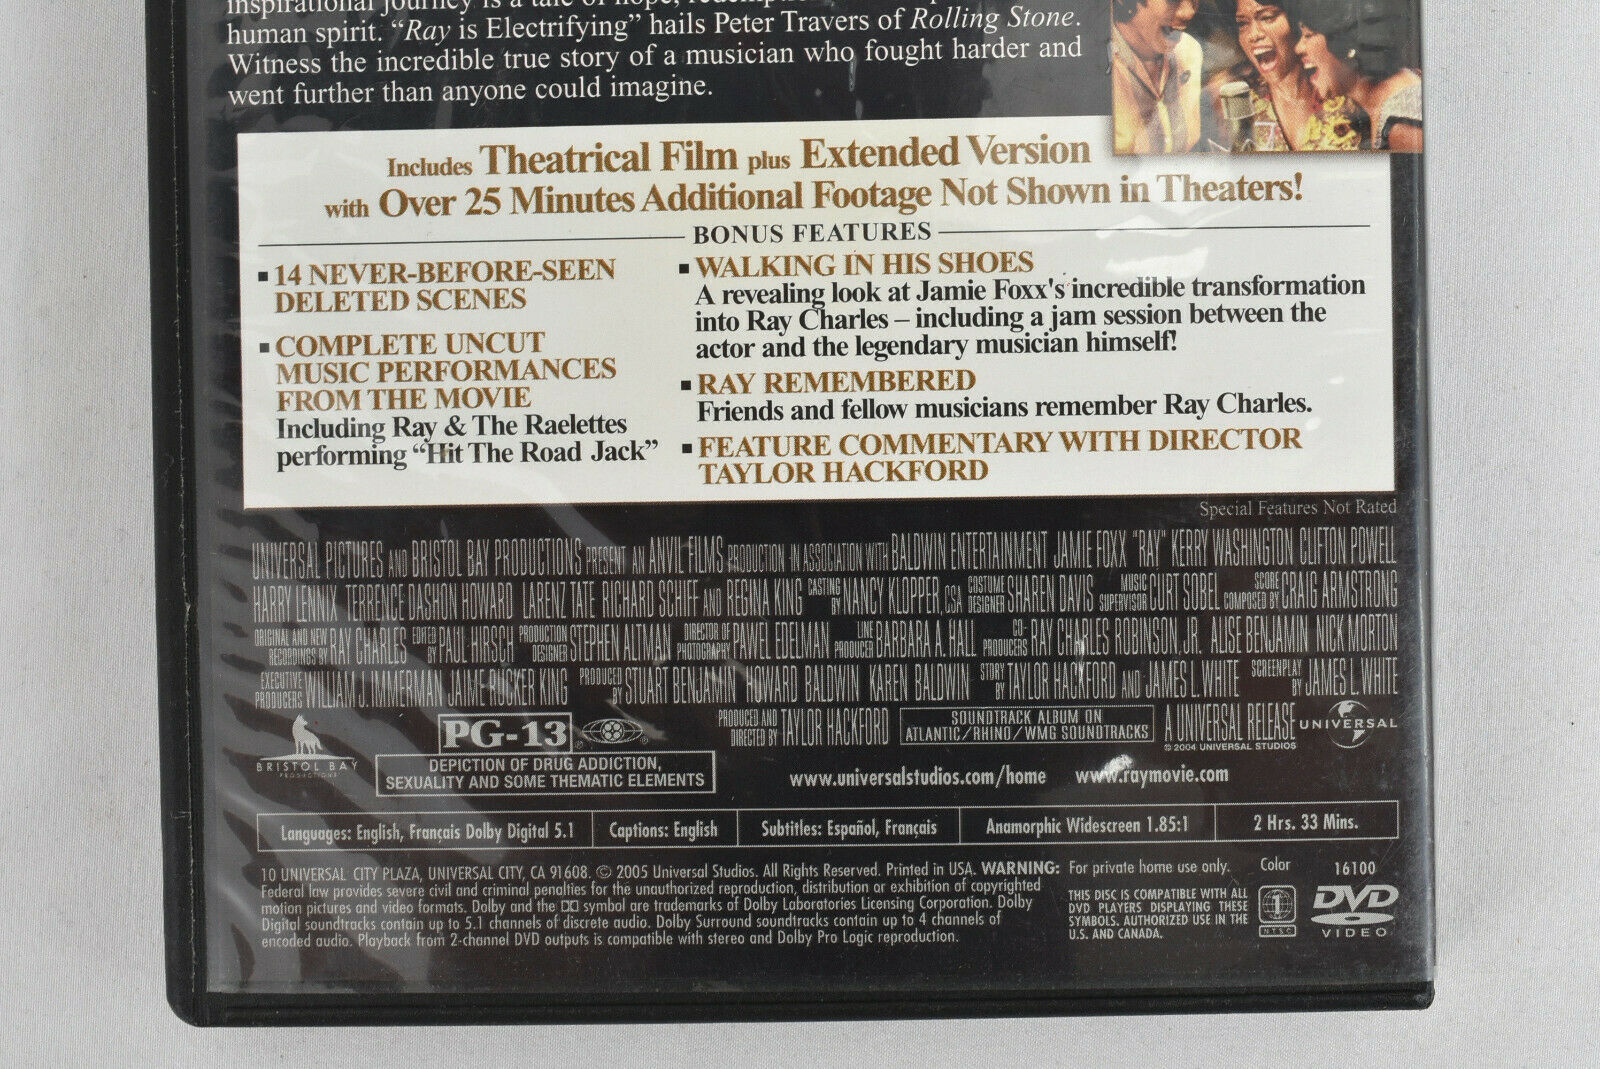 inspirational journey is a tale of hope,
human spirit. “Ray is Electrifying” hails Peter Travers of Rolling Stone.
Witness the incredible true story of a musician who fought harder and
went further than anyone could imagine.
Includes Theatrical Film plus Extended Version
with Over 25 Minutes Additional Footage Not Shown in Theaters!
BONUS FEATURES
▪ 14 NEVER-BEFORE-SEEN
DELETED SCENES
▪ COMPLETE UNCUT
MUSIC PERFORMANCES
FROM THE MOVIE
Including Ray & The Raelettes
performing “Hit The Road Jack”
▪ WALKING IN HIS SHOES
A revealing look at Jamie Foxx's incredible transformation
into Ray Charles – including a jam session between the
actor and the legendary musician himself!
▪ RAY REMEMBERED
Friends and fellow musicians remember Ray Charles.
▪ FEATURE COMMENTARY WITH DIRECTOR
TAYLOR HACKFORD
Special Features Not Rated
UNIVERSAL PICTURES AND BRISTOL BAY PRODUCTIONS PRESENT AN ANVIL FILMS PRODUCTION IN ASSOCIATION WITH BALDWIN ENTERTAINMENT JAMIE FOXX "RAY" KERRY WASHINGTON CLIFTON POWELL
HARRY LENNIX TERRENCE DASHON HOWARD LARENZ TATE RICHARD SCHIFF AND REGINA KING CASTING BY NANCY KLOPPER, CSA COSTUME DESIGNER SHAREN DAVIS MUSIC SUPERVISOR CURT SOBEL SCORE COMPOSED BY CRAIG ARMSTRONG
ORIGINAL AND NEW RECORDINGS BY RAY CHARLES EDITED BY PAUL HIRSCH PRODUCTION DESIGNER STEPHEN ALTMAN DIRECTOR OF PHOTOGRAPHY PAWEL EDELMAN LINE PRODUCER BARBARA A. HALL CO-PRODUCERS RAY CHARLES ROBINSON, JR. ALISE BENJAMIN NICK MORTON
EXECUTIVE PRODUCERS WILLIAM J. IMMERMAN JAIME RUCKER KING PRODUCED BY STUART BENJAMIN HOWARD BALDWIN KAREN BALDWIN STORY BY TAYLOR HACKFORD AND JAMES L. WHITE SCREENPLAY BY JAMES L. WHITE
PRODUCED AND DIRECTED BY TAYLOR HACKFORD
SOUNDTRACK ALBUM ON
ATLANTIC/RHINO/WMG SOUNDTRACKS
A UNIVERSAL RELEASE
© 2004 UNIVERSAL STUDIOS
UNIVERSAL
BRISTOL BAY
PRODUCTIONS
PG-13
DEPICTION OF DRUG ADDICTION,
SEXUALITY AND SOME THEMATIC ELEMENTS
www.universalstudios.com/home www.raymovie.com
Languages: English, Français Dolby Digital 5.1
Captions: English
Subtitles: Español, Français
Anamorphic Widescreen 1.85:1
2 Hrs. 33 Mins.
10 UNIVERSAL CITY PLAZA, UNIVERSAL CITY, CA 91608. © 2005 Universal Studios. All Rights Reserved. Printed in USA. WARNING: For private home use only.
Federal law provides severe civil and criminal penalties for the unauthorized reproduction, distribution or exhibition of copyrighted
motion pictures and video formats. Dolby and the DD symbol are trademarks of Dolby Laboratories Licensing Corporation. Dolby
Digital soundtracks contain up to 5.1 channels of discrete audio. Dolby Surround soundtracks contain up to 4 channels of
encoded audio. Playback from 2-channel DVD outputs is compatible with stereo and Dolby Pro Logic reproduction.
THIS DISC IS COMPATIBLE WITH ALL
DVD PLAYERS DISPLAYING THESE
SYMBOLS. AUTHORIZED USE IN THE
U.S. AND CANADA.
Color
16100
1
NTSC
DVD
VIDEO